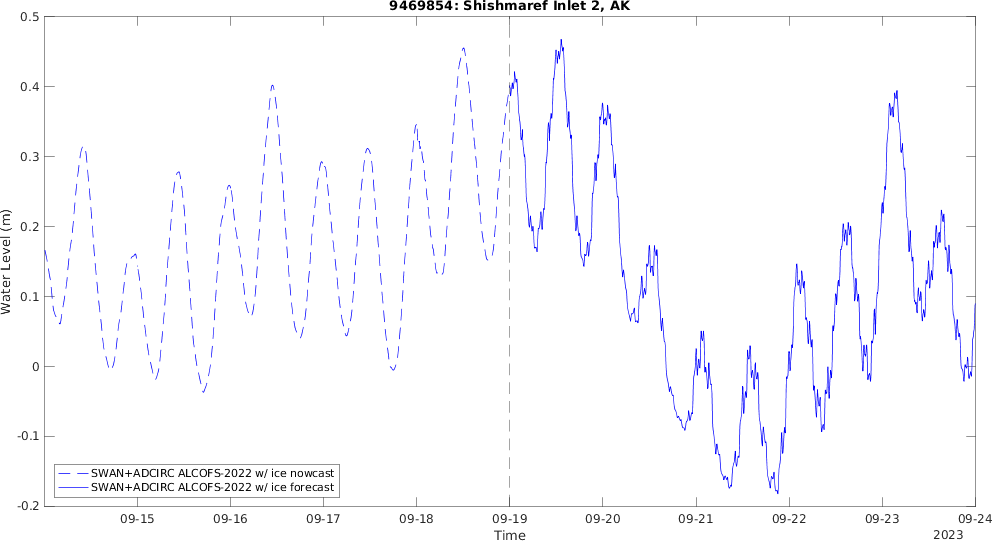 9469854: Shishmaref Inlet 2, AK
0.5
0.4
0.3
0.2
0.1
0
-0.1
-0.2
Water Level (m)
SWAN+ADCIRC ALCOFS-2022 w/ ice nowcast
SWAN+ADCIRC ALCOFS-2022 w/ ice forecast
09-15 09-16 09-17 09-18 09-19 09-20 09-21 09-22 09-23 09-24
Time
2023